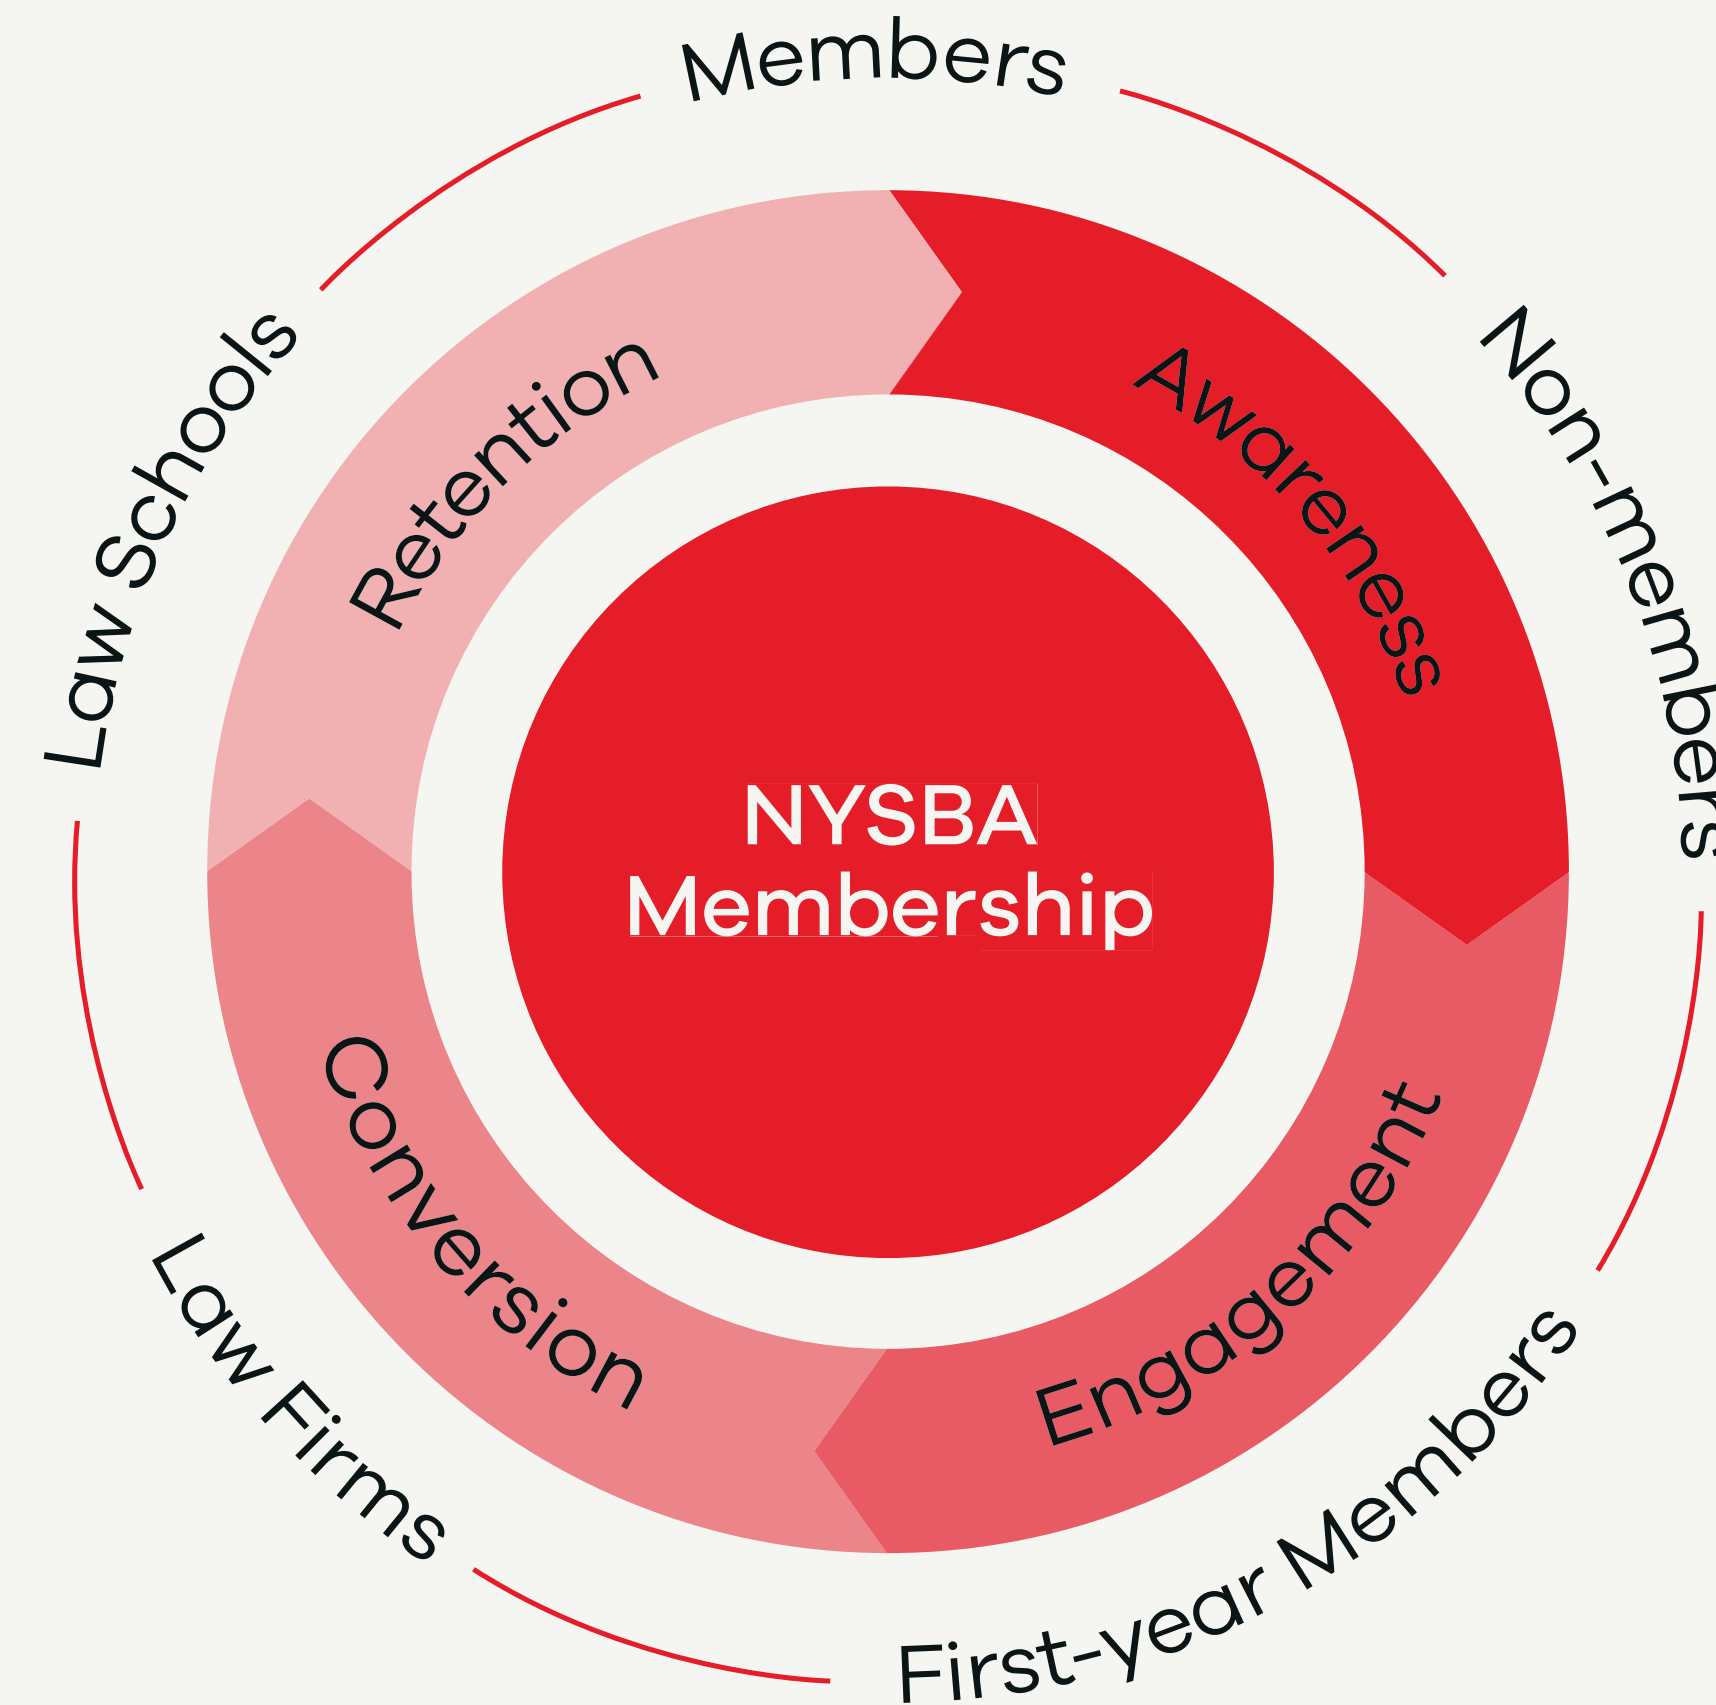 Members
Non-members
First-year Members
Law Firms
Law Schools
Awareness
Engagement
Conversion
Retention
NYSBA
Membership